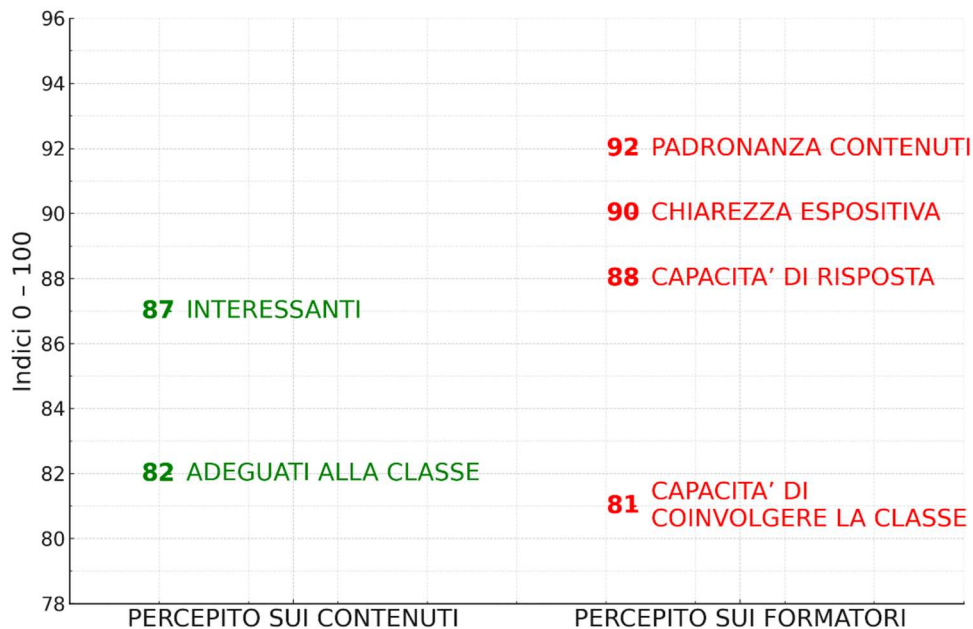 96
94
92
90
88
86
84
82
80
78
Indici 0 – 100
87 INTERESSANTI
82 ADEGUATI ALLA CLASSE
92 PADRONANZA CONTENUTI
90 CHIAREZZA ESPOSITIVA
88 CAPACITA’ DI RISPOSTA
81 CAPACITA’ DI
COINVOLGERE LA CLASSE
PERCEPITO SUI CONTENUTI
PERCEPITO SUI FORMATORI